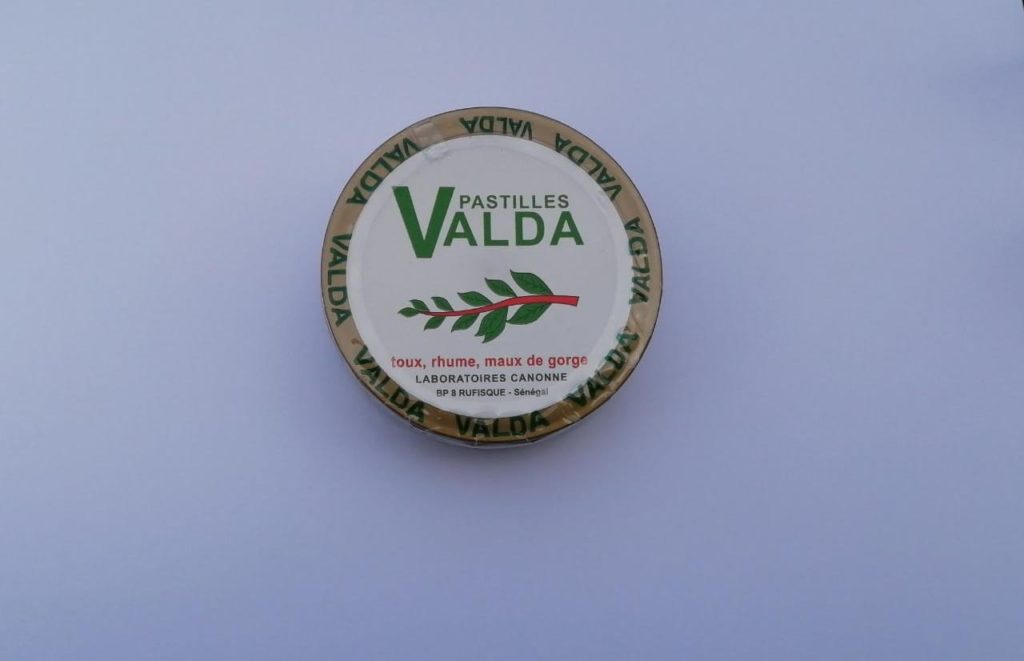 PASTILLES
VALDA
toux, rhume, maux de gorge
LABORATOIRES CANONNE
BP 8 RUFISQUE - Sénégal
VALDA
VALDA
VALDA
VALDA
VALDA
VALDA
VALDA
VALDA